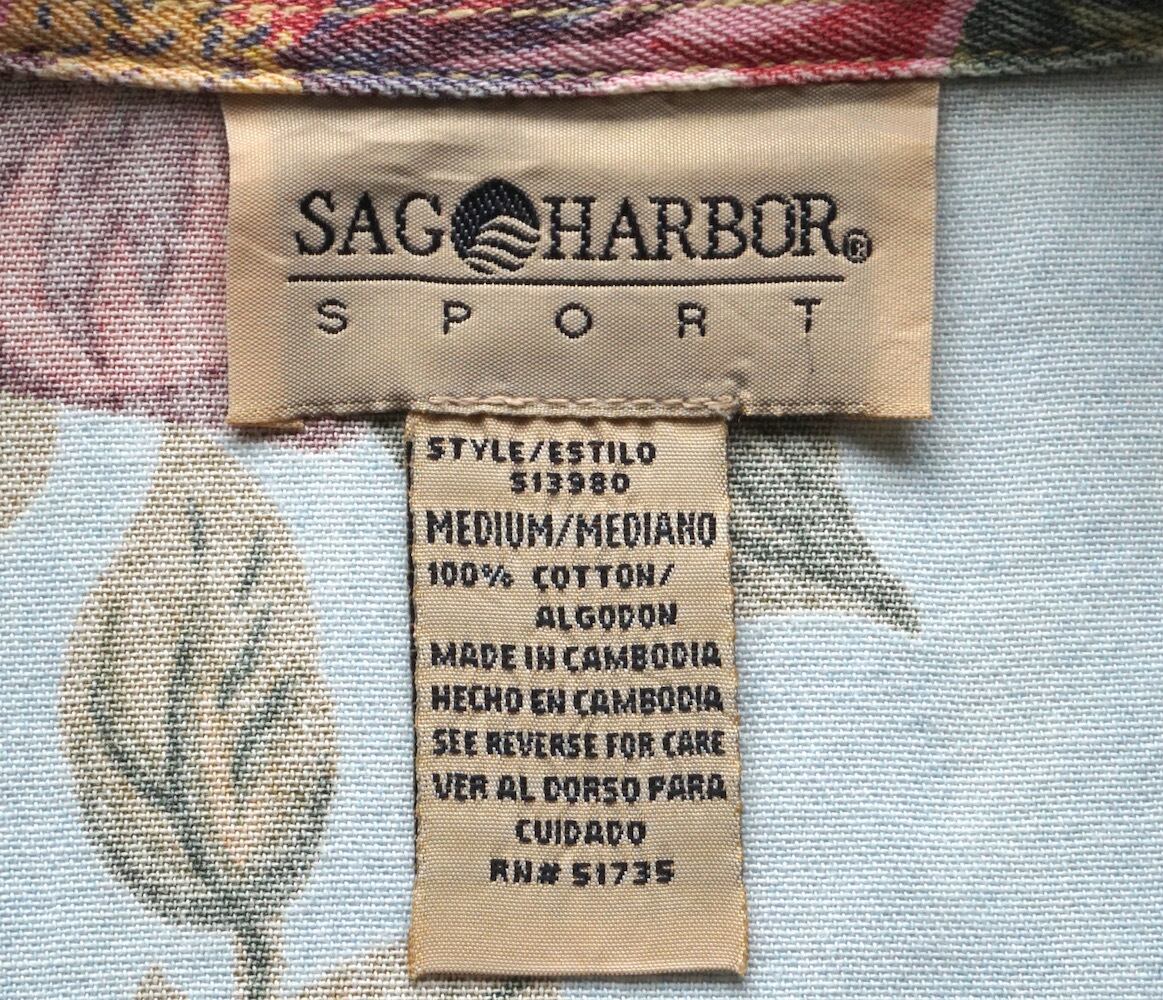 SAG HARBOR®
SPORT
STYLE/ESTILO
S13980
MEDIUM/MEDIANO
100% COTTON/
ALGODON
MADE IN CAMBODIA
HECHO EN CAMBODIA
SEE REVERSE FOR CARE
VER AL DORSO PARA
CUIDADO
RN# 51735